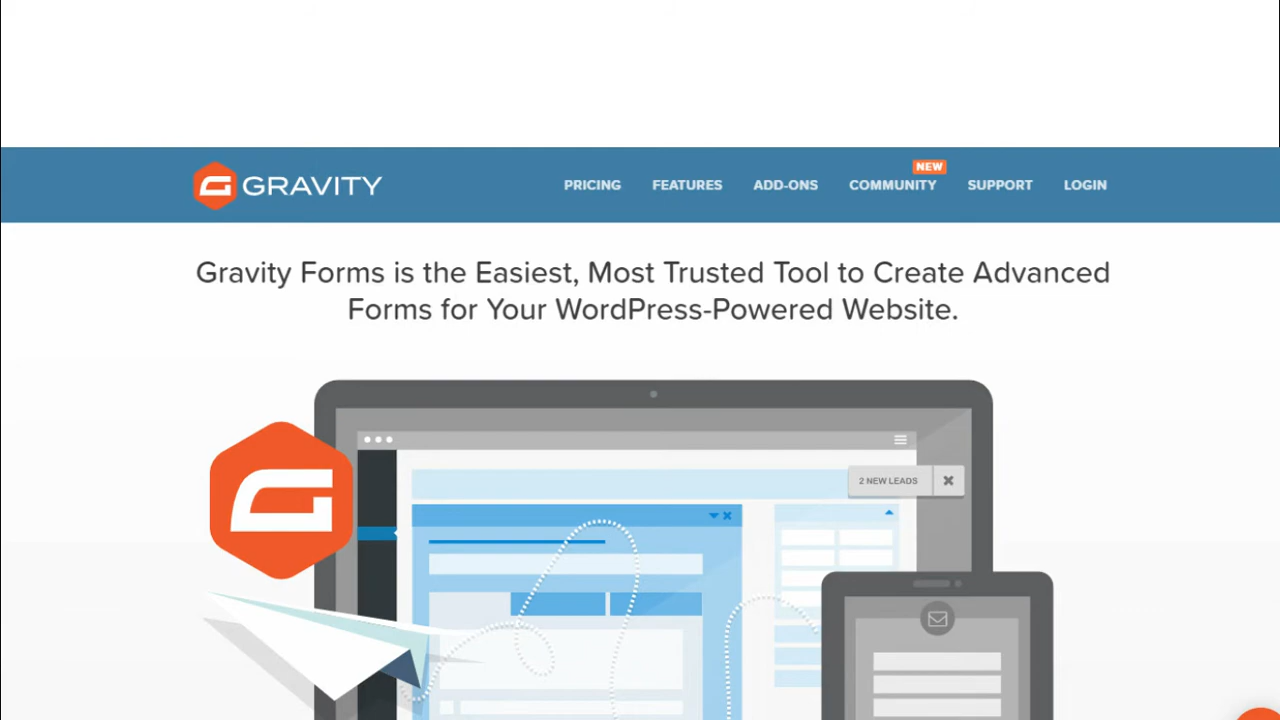 GRAVITY
PRICING FEATURES ADD-ONS COMMUNITY NEW SUPPORT LOGIN
Gravity Forms is the Easiest, Most Trusted Tool to Create Advanced
Forms for Your WordPress-Powered Website.
2 NEW LEADS